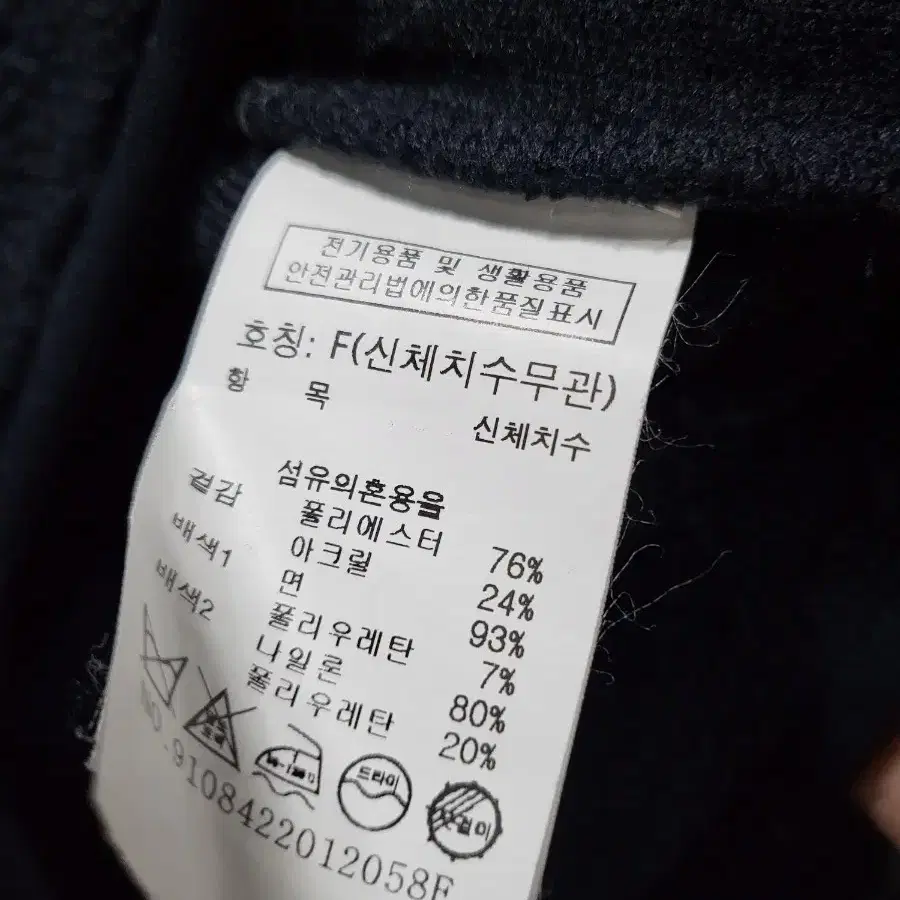 전기용품 및 생활용품
안전관리법에의한품질표시
호칭: F(신체치수무관)
항 목 신체치수
섬유의혼용율
겉감 폴리에스터 76%
아크릴 24%
배색1 면 93%
폴리우레탄 7%
배색2 나일론 80%
폴리우레탄 20%
드라이
옷걸이
9108422012058F